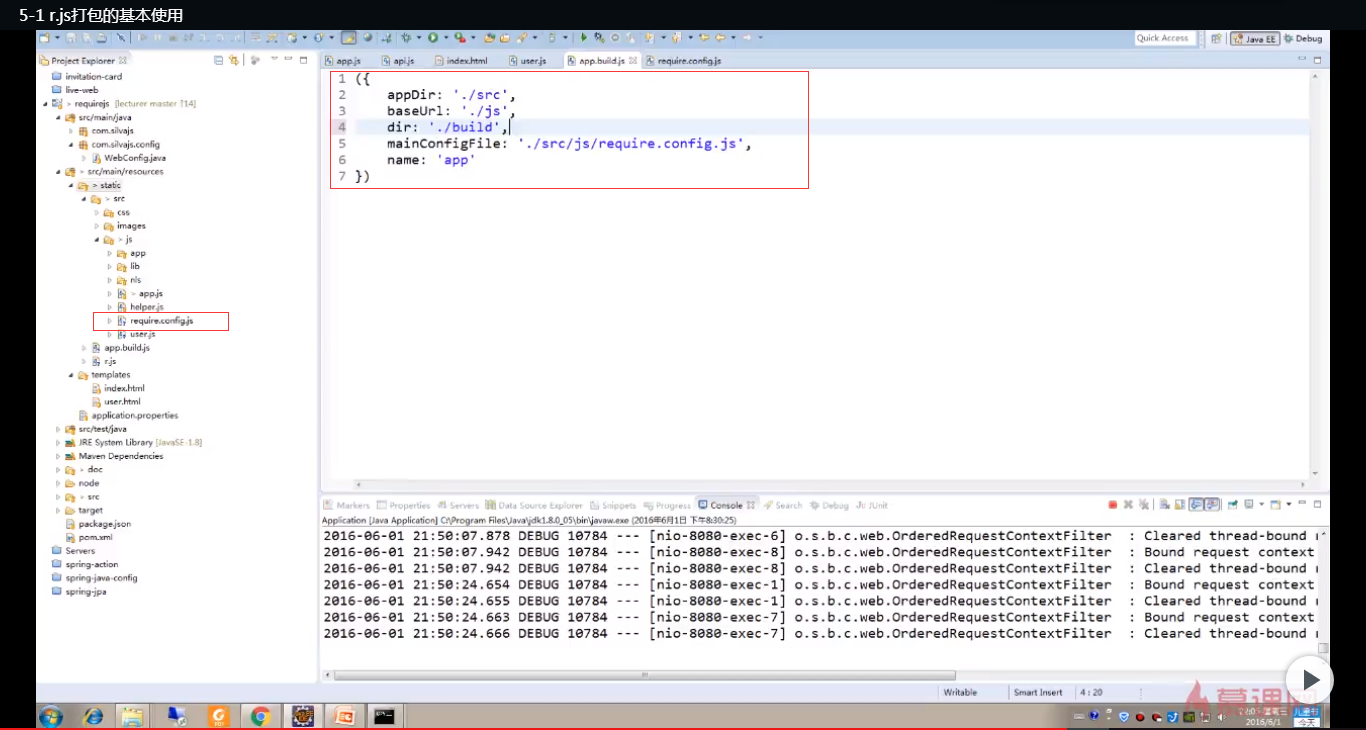 5-1 r.js打包的基本使用
Quick Access
Java EE
Debug
Project Explorer
app.js
api.js
index.html
user.js
app.build.js
require.config.js
invitation-card
live-web
> requirejs [lecturer master ↑14]
src/main/java
com.silvajs
com.silvajs.config
WebConfig.java
> src/main/resources
> static
> src
css
images
> js
app
lib
nls
> app.js
helper.js
require.config.js
user.js
app.build.js
r.js
templates
index.html
user.html
application.properties
src/test/java
JRE System Library [JavaSE-1.8]
Maven Dependencies
> doc
node
> src
target
package.json
pom.xml
Servers
spring-action
spring-java-config
spring-jpa
1 ({
2 appDir: './src',
3 baseUrl: './js',
4 dir: './build',
5 mainConfigFile: './src/js/require.config.js',
6 name: 'app'
7 })
Markers
Properties
Servers
Data Source Explorer
Snippets
Progress
Console
Search
Debug
JUnit
Application [Java Application] C:\Program Files\Java\jdk1.8.0_05\bin\javaw.exe (2016年6月1日 下午8:30:25)
2016-06-01 21:50:07.878 DEBUG 10784 --- [nio-8080-exec-6] o.s.b.c.web.OrderedRequestContextFilter : Cleared thread-bound
2016-06-01 21:50:07.942 DEBUG 10784 --- [nio-8080-exec-8] o.s.b.c.web.OrderedRequestContextFilter : Bound request context
2016-06-01 21:50:07.942 DEBUG 10784 --- [nio-8080-exec-8] o.s.b.c.web.OrderedRequestContextFilter : Cleared thread-bound
2016-06-01 21:50:24.654 DEBUG 10784 --- [nio-8080-exec-1] o.s.b.c.web.OrderedRequestContextFilter : Bound request context
2016-06-01 21:50:24.655 DEBUG 10784 --- [nio-8080-exec-1] o.s.b.c.web.OrderedRequestContextFilter : Cleared thread-bound
2016-06-01 21:50:24.663 DEBUG 10784 --- [nio-8080-exec-7] o.s.b.c.web.OrderedRequestContextFilter : Bound request context
2016-06-01 21:50:24.666 DEBUG 10784 --- [nio-8080-exec-7] o.s.b.c.web.OrderedRequestContextFilter : Cleared thread-bound
Writable
Smart Insert
4 : 20
慕课网
2016/6/1
儿童节
今天